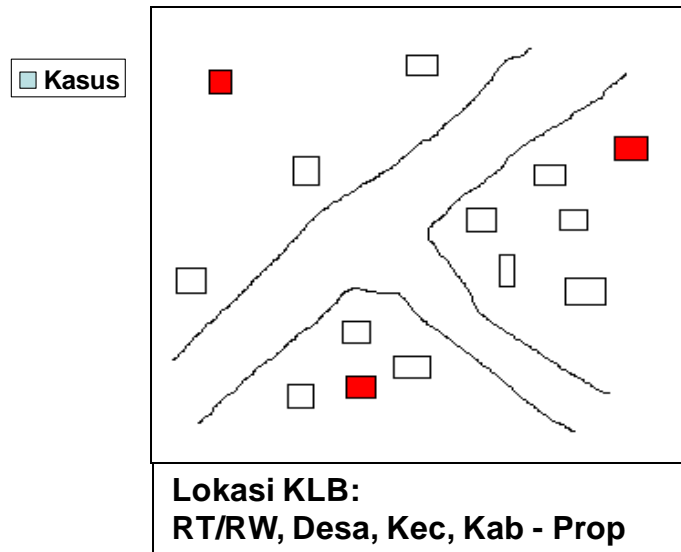 Kasus
Lokasi KLB:
RT/RW, Desa, Kec, Kab - Prop